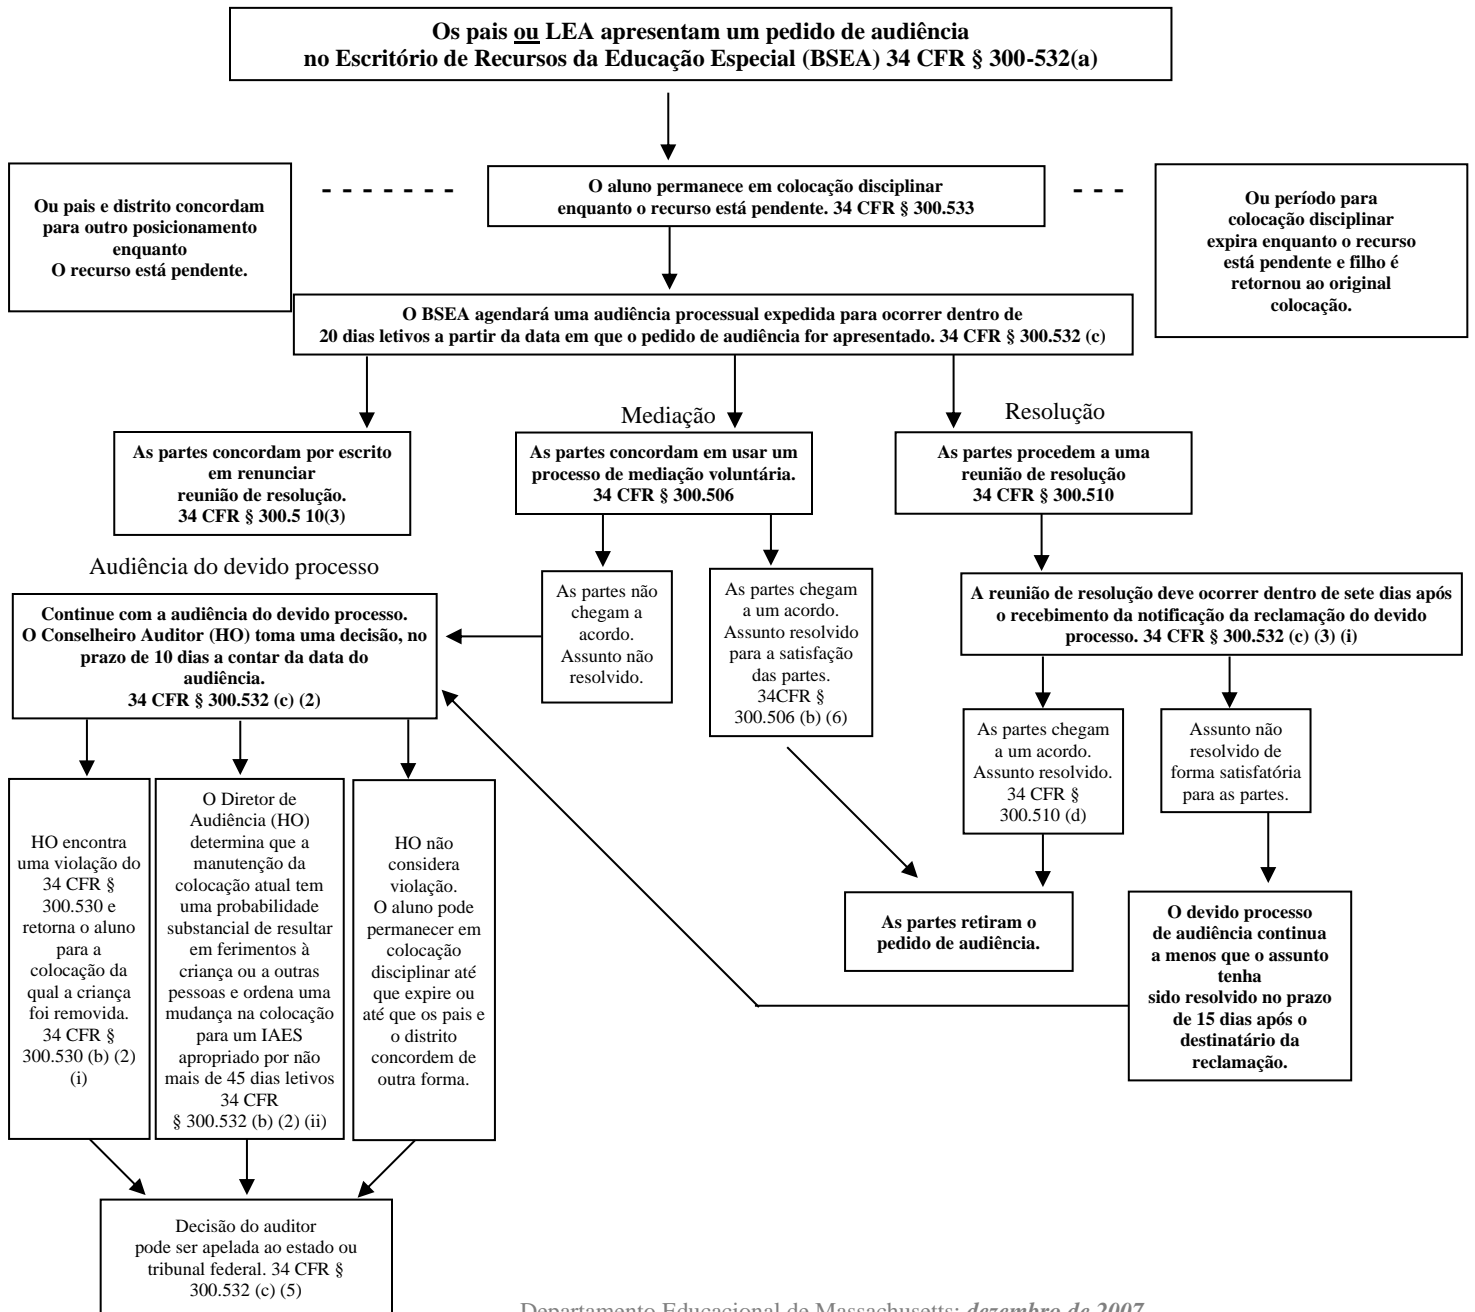 Os pais ou LEA apresentam um pedido de audiência
no Escritório de Recursos da Educação Especial (BSEA) 34 CFR § 300-532(a)
Ou pais e distrito concordam
para outro posicionamento
enquanto
O recurso está pendente.
- - - - - - -
O aluno permanece em colocação disciplinar
enquanto o recurso está pendente. 34 CFR § 300.533
- - -
Ou período para
colocação disciplinar
expira enquanto o recurso
está pendente e filho é
retornou ao original
colocação.
O BSEA agendará uma audiência processual expedida para ocorrer dentro de
20 dias letivos a partir da data em que o pedido de audiência for apresentado. 34 CFR § 300.532 (c)
Mediação
Resolução
As partes concordam por escrito
em renunciar
reunião de resolução.
34 CFR § 300.5 10(3)
As partes concordam em usar um
processo de mediação voluntária.
34 CFR § 300.506
As partes procedem a uma
reunião de resolução
34 CFR § 300.510
Audiência do devido processo
Continue com a audiência do devido processo.
O Conselheiro Auditor (HO) toma uma decisão, no
prazo de 10 dias a contar da data do
audiência.
34 CFR § 300.532 (c) (2)
As partes não
chegam a
acordo.
Assunto não
resolvido.
As partes chegam
a um acordo.
Assunto resolvido
para a satisfação
das partes.
34CFR §
300.506 (b) (6)
A reunião de resolução deve ocorrer dentro de sete dias após
o recebimento da notificação da reclamação do devido
processo. 34 CFR § 300.532 (c) (3) (i)
As partes chegam
a um acordo.
Assunto resolvido.
34 CFR §
300.510 (d)
Assunto não
resolvido de
forma satisfatória
para as partes.
HO encontra
uma violação do
34 CFR §
300.530 e
retorna o aluno
para a
colocação da
qual a criança
foi removida.
34 CFR §
300.530 (b) (2)
(i)
O Diretor de
Audiência (HO)
determina que a
manutenção da
colocação atual tem
uma probabilidade
substancial de resultar
em ferimentos à
criança ou a outras
pessoas e ordena uma
mudança na colocação
para um IAES
apropriado por não
mais de 45 dias letivos
34 CFR
§ 300.532 (b) (2) (ii)
HO não
considera
violação.
O aluno pode
permanecer em
colocação
disciplinar até
que expire ou
até que os pais e
o distrito
concordem de
outra forma.
As partes retiram o
pedido de audiência.
O devido processo
de audiência continua
a menos que o assunto
tenha
sido resolvido no prazo
de 15 dias após o
destinatário da
reclamação.
Decisão do auditor
pode ser apelada ao estado ou
tribunal federal. 34 CFR §
300.532 (c) (5)
Departamento Educacional de Massachusetts: dezembro de 2007